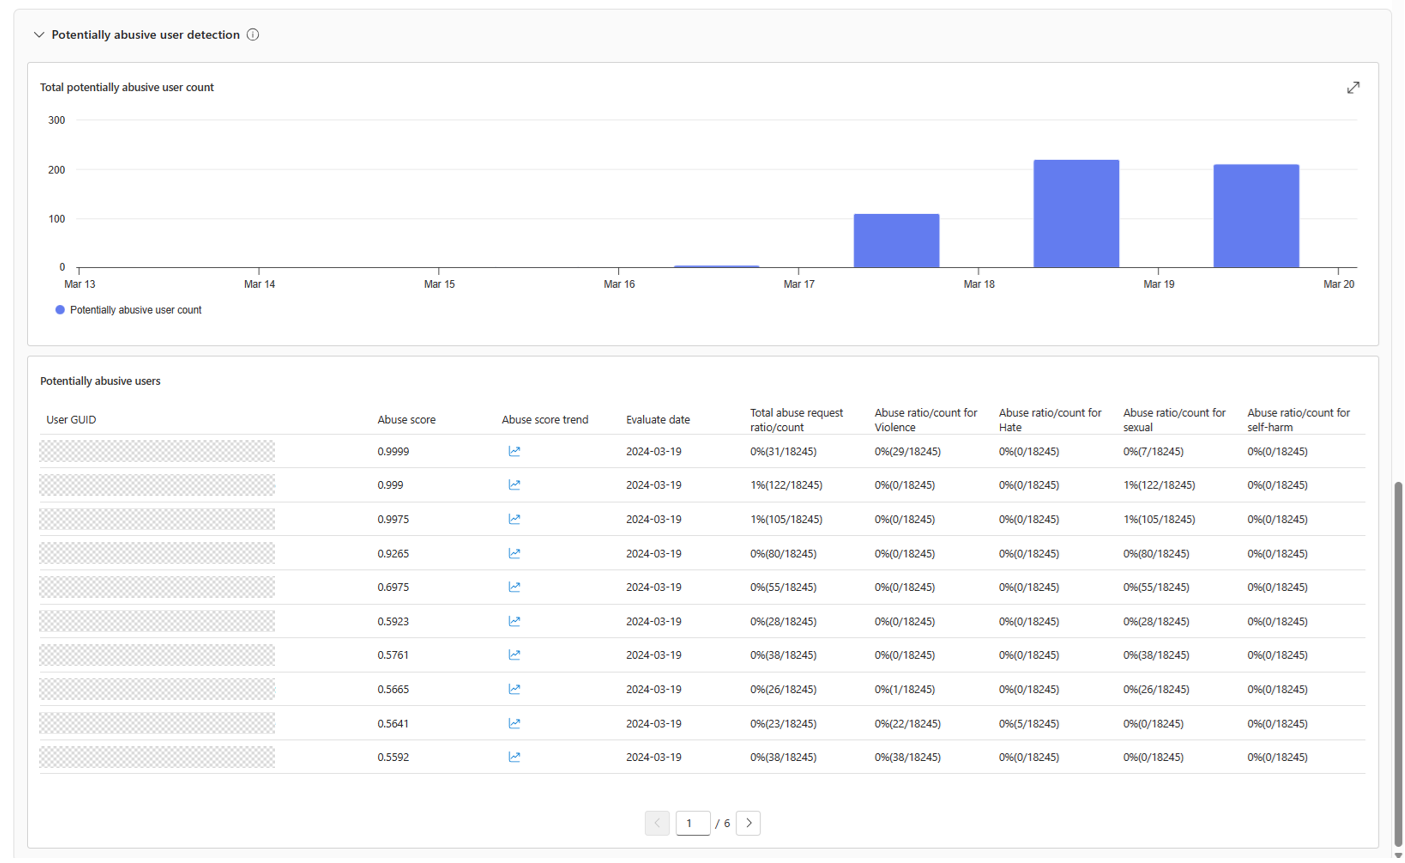 Potentially abusive user detection
Total potentially abusive user count
300
200
100
0
Mar 13 Mar 14 Mar 15 Mar 16 Mar 17 Mar 18 Mar 19 Mar 20
Potentially abusive user count
Potentially abusive users
User GUID Abuse score Abuse score trend Evaluate date Total abuse request ratio/count Abuse ratio/count for Violence Abuse ratio/count for Hate Abuse ratio/count for sexual Abuse ratio/count for self-harm
0.9999 2024-03-19 0%(31/18245) 0%(29/18245) 0%(0/18245) 0%(7/18245) 0%(0/18245)
0.999 2024-03-19 1%(122/18245) 0%(0/18245) 0%(0/18245) 1%(122/18245) 0%(0/18245)
0.9975 2024-03-19 1%(105/18245) 0%(0/18245) 0%(0/18245) 1%(105/18245) 0%(0/18245)
0.9265 2024-03-19 0%(80/18245) 0%(0/18245) 0%(0/18245) 0%(80/18245) 0%(0/18245)
0.6975 2024-03-19 0%(55/18245) 0%(0/18245) 0%(0/18245) 0%(55/18245) 0%(0/18245)
0.5923 2024-03-19 0%(28/18245) 0%(0/18245) 0%(0/18245) 0%(28/18245) 0%(0/18245)
0.5761 2024-03-19 0%(38/18245) 0%(0/18245) 0%(0/18245) 0%(38/18245) 0%(0/18245)
0.5665 2024-03-19 0%(26/18245) 0%(1/18245) 0%(0/18245) 0%(26/18245) 0%(0/18245)
0.5641 2024-03-19 0%(23/18245) 0%(22/18245) 0%(5/18245) 0%(0/18245) 0%(0/18245)
0.5592 2024-03-19 0%(38/18245) 0%(38/18245) 0%(0/18245) 0%(0/18245) 0%(0/18245)
1 / 6